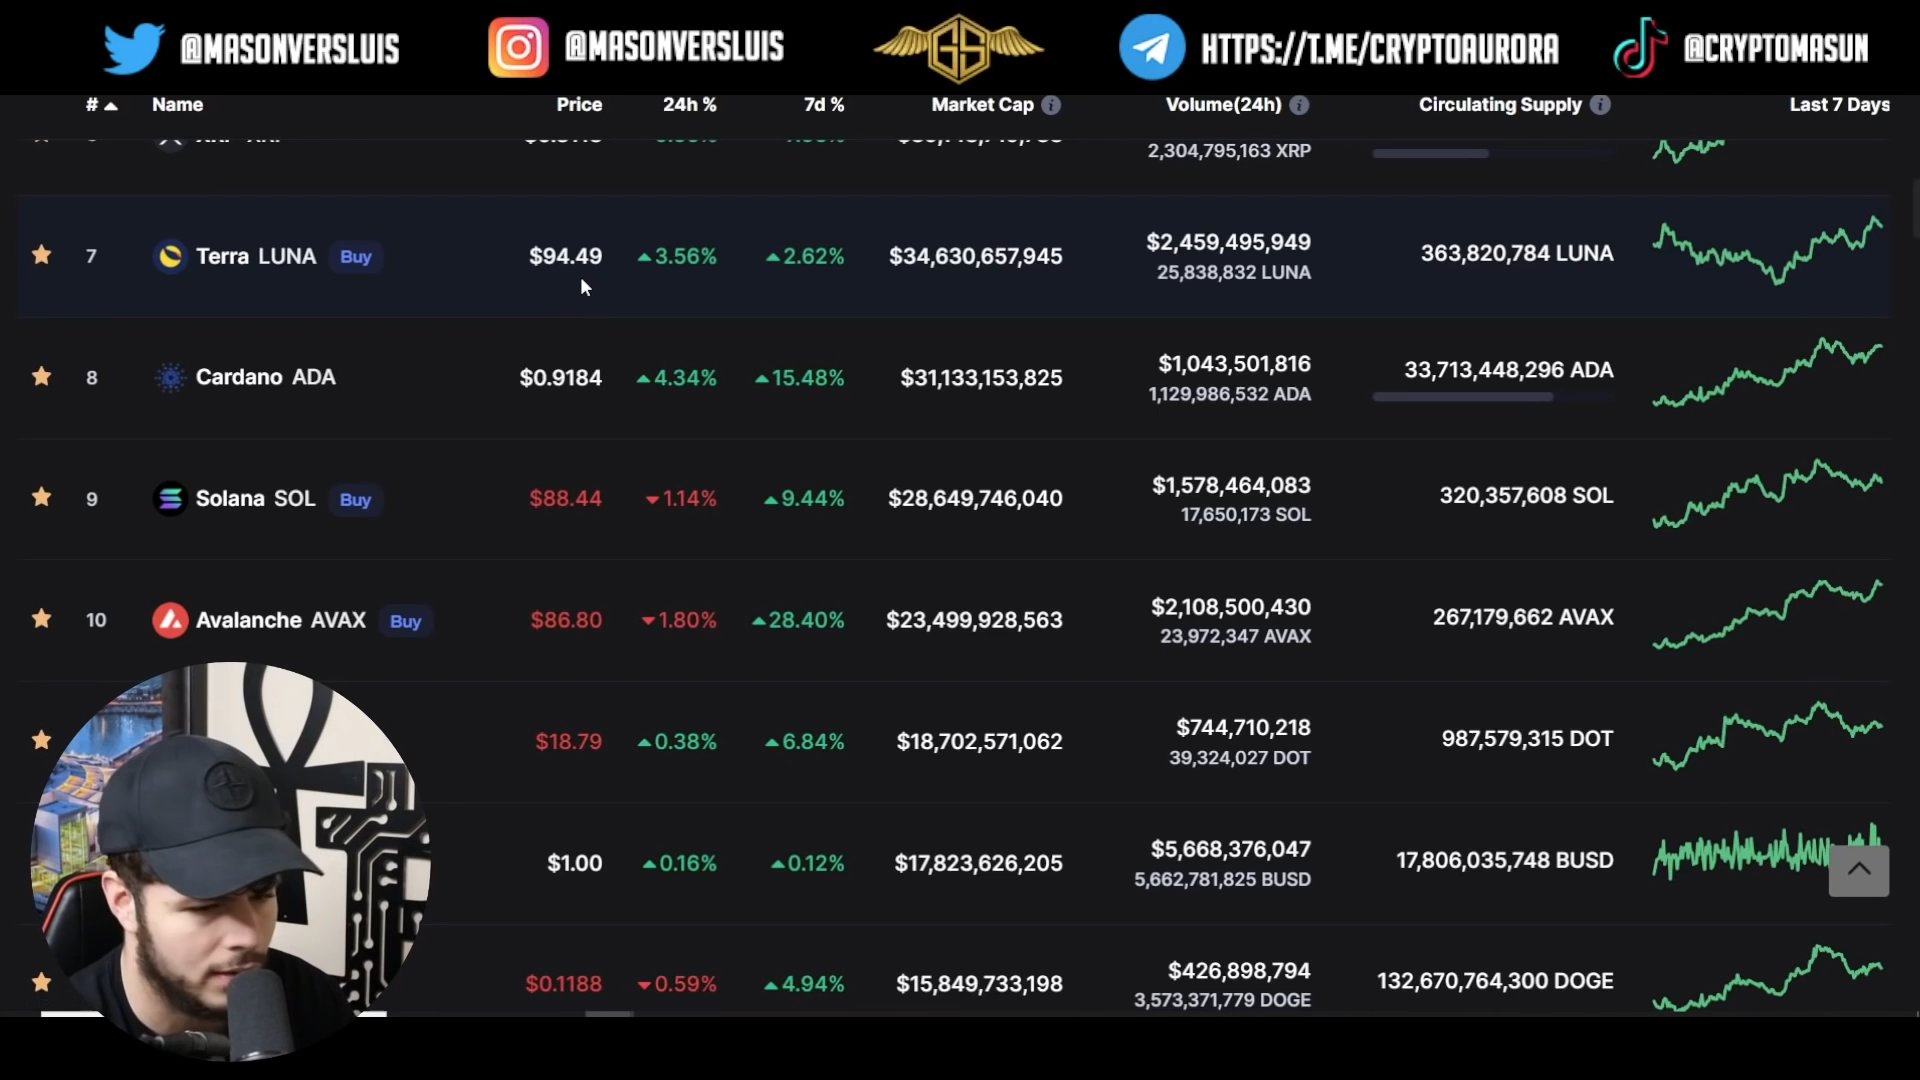 @MASONVERSLUIS @MASONVERSLUIS GS HTTPS://T.ME/CRYPTOAURORA @CRYPTOMASUN
# Name Price 24h % 7d % Market Cap Volume(24h) Circulating Supply Last 7 Days
2,304,795,163 XRP
7 Terra LUNA Buy $94.49 3.56% 2.62% $34,630,657,945 $2,459,495,949 363,820,784 LUNA
25,838,832 LUNA
8 Cardano ADA $0.9184 4.34% 15.48% $31,133,153,825 $1,043,501,816 33,713,448,296 ADA
1,129,986,532 ADA
9 Solana SOL Buy $88.44 1.14% 9.44% $28,649,746,040 $1,578,464,083 320,357,608 SOL
17,650,173 SOL
10 Avalanche AVAX Buy $86.80 1.80% 28.40% $23,499,928,563 $2,108,500,430 267,179,662 AVAX
23,972,347 AVAX
$18.79 0.38% 6.84% $18,702,571,062 $744,710,218 987,579,315 DOT
39,324,027 DOT
$1.00 0.16% 0.12% $17,823,626,205 $5,668,376,047 17,806,035,748 BUSD
5,662,781,825 BUSD
$0.1188 0.59% 4.94% $15,849,733,198 $426,898,794 132,670,764,300 DOGE
3,573,371,779 DOGE